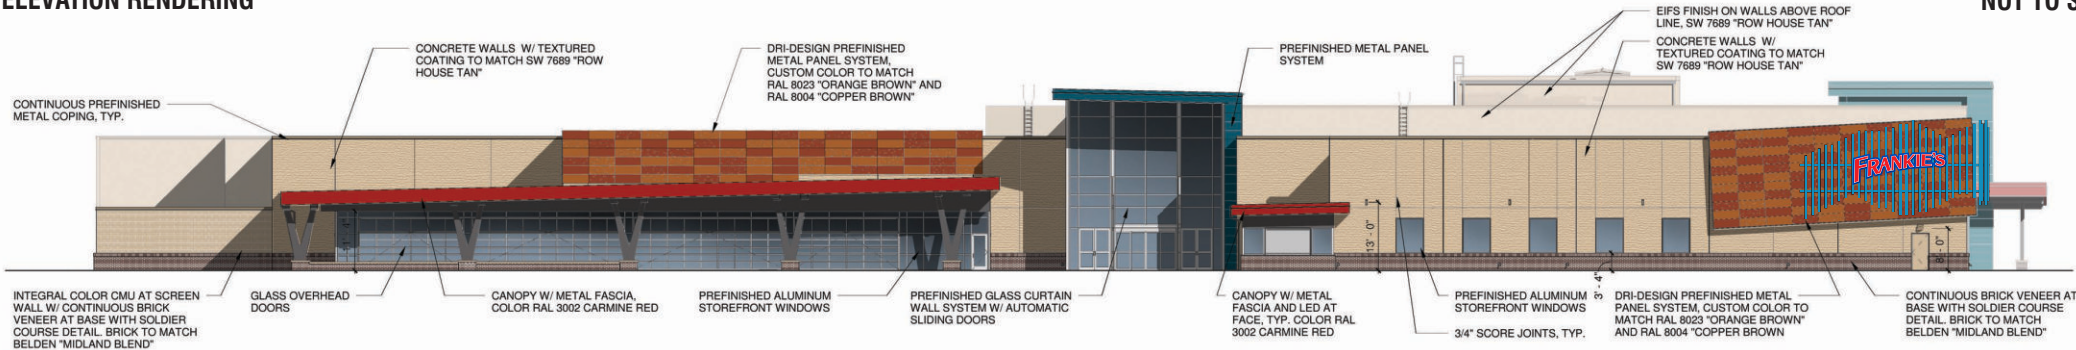 ELEVATION RENDERING
NOT TO S
CONTINUOUS PREFINISHED
METAL COPING, TYP.
CONCRETE WALLS W/ TEXTURED
COATING TO MATCH SW 7689 "ROW
HOUSE TAN"
DRI-DESIGN PREFINISHED
METAL PANEL SYSTEM,
CUSTOM COLOR TO MATCH
RAL 8023 "ORANGE BROWN" AND
RAL 8004 "COPPER BROWN"
PREFINISHED METAL PANEL
SYSTEM
EIFS FINISH ON WALLS ABOVE ROOF
LINE, SW 7689 "ROW HOUSE TAN"
CONCRETE WALLS W/
TEXTURED COATING TO MATCH
SW 7689 "ROW HOUSE TAN"
FRANKIE'S
13' - 0"
3' - 4"
8' - 0"
INTEGRAL COLOR CMU AT SCREEN
WALL W/ CONTINUOUS BRICK
VENEER AT BASE WITH SOLDIER
COURSE DETAIL. BRICK TO MATCH
BELDEN "MIDLAND BLEND"
GLASS OVERHEAD
DOORS
CANOPY W/ METAL FASCIA,
COLOR RAL 3002 CARMINE RED
PREFINISHED ALUMINUM
STOREFRONT WINDOWS
PREFINISHED GLASS CURTAIN
WALL SYSTEM W/ AUTOMATIC
SLIDING DOORS
CANOPY W/ METAL
FASCIA AND LED AT
FACE, TYP. COLOR RAL
3002 CARMINE RED
PREFINISHED ALUMINUM
STOREFRONT WINDOWS
3/4" SCORE JOINTS, TYP.
DRI-DESIGN PREFINISHED METAL
PANEL SYSTEM, CUSTOM COLOR TO
MATCH RAL 8023 "ORANGE BROWN"
AND RAL 8004 "COPPER BROWN
CONTINUOUS BRICK VENEER AT
BASE WITH SOLDIER COURSE
DETAIL. BRICK TO MATCH
BELDEN "MIDLAND BLEND"